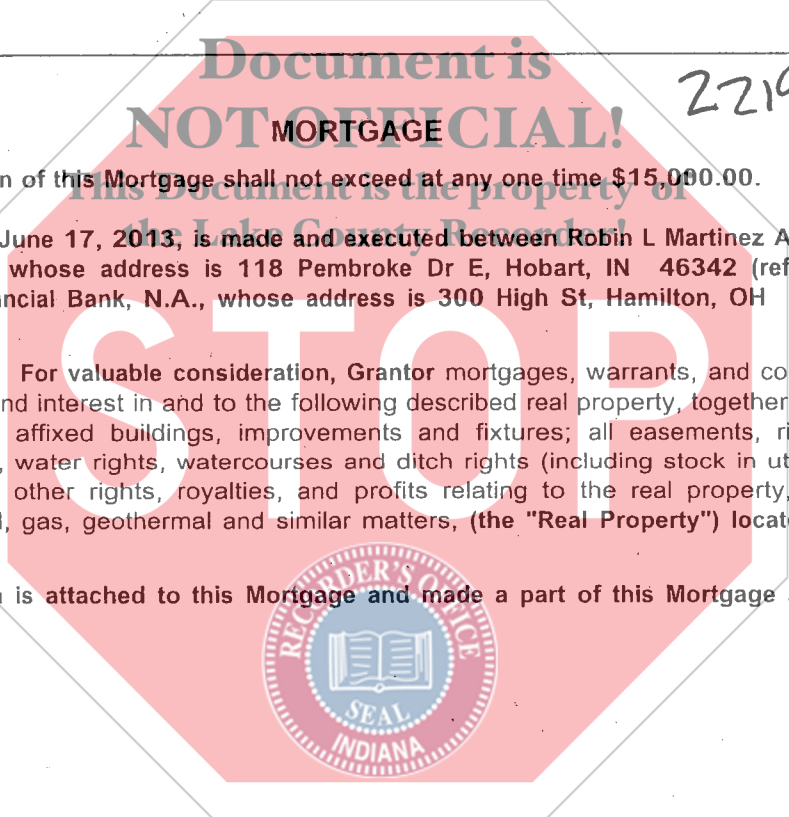 Document is
2219
NOT OFFICIAL!
MORTGAGE
n of this Mortgage shall not exceed at any one time $15,000.00.
This Document is the property of
the Lake County Recorder!
June 17, 2013, is made and executed between Robin L Martinez A
whose address is 118 Pembroke Dr E, Hobart, IN 46342 (ref
ncial Bank, N.A., whose address is 300 High St, Hamilton, OH
STOP
For valuable consideration, Grantor mortgages, warrants, and co
nd interest in and to the following described real property, together
affixed buildings, improvements and fixtures; all easements, ri
, water rights, watercourses and ditch rights (including stock in ut
other rights, royalties, and profits relating to the real property,
, gas, geothermal and similar matters, (the "Real Property") locat
is attached to this Mortgage and made a part of this Mortgage
RECORDER'S OFFICE
SEAL
INDIANA